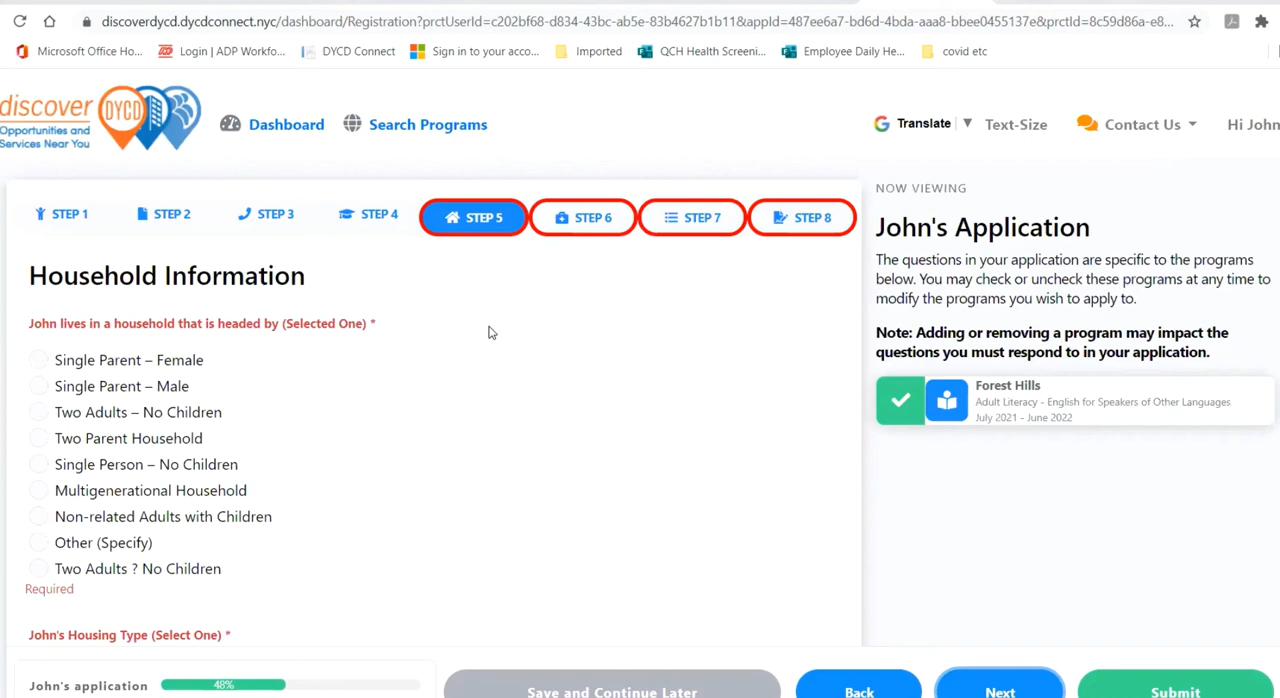 discoverdycd.dycdconnect.nyc/dashboard/Registration?prctUserId=c202bf68-d834-43bc-ab5e-83b4627b1b11&appId=487ee6a7-bd6d-4bda-aaa8-bbee0455137e&prctId=8c59d86a-e8...
Microsoft Office Ho... Login | ADP Workfo... DYCD Connect Sign in to your acco... Imported QCH Health Screeni... Employee Daily He... covid etc
discover DYCD
Opportunities and
Services Near You
Dashboard Search Programs
Translate ▼ Text-Size Contact Us Hi John
STEP 1 STEP 2 STEP 3 STEP 4 STEP 5 STEP 6 STEP 7 STEP 8
Household Information
John lives in a household that is headed by (Selected One) *
Single Parent – Female
Single Parent – Male
Two Adults – No Children
Two Parent Household
Single Person – No Children
Multigenerational Household
Non-related Adults with Children
Other (Specify)
Two Adults ? No Children
Required
John's Housing Type (Select One) *
NOW VIEWING
John's Application
The questions in your application are specific to the programs
below. You may check or uncheck these programs at any time to
modify the programs you wish to apply to.
Note: Adding or removing a program may impact the
questions you must respond to in your application.
Forest Hills
Adult Literacy - English for Speakers of Other Languages
July 2021 - June 2022
John's application 48%
Save and Continue Later Back Next Submit